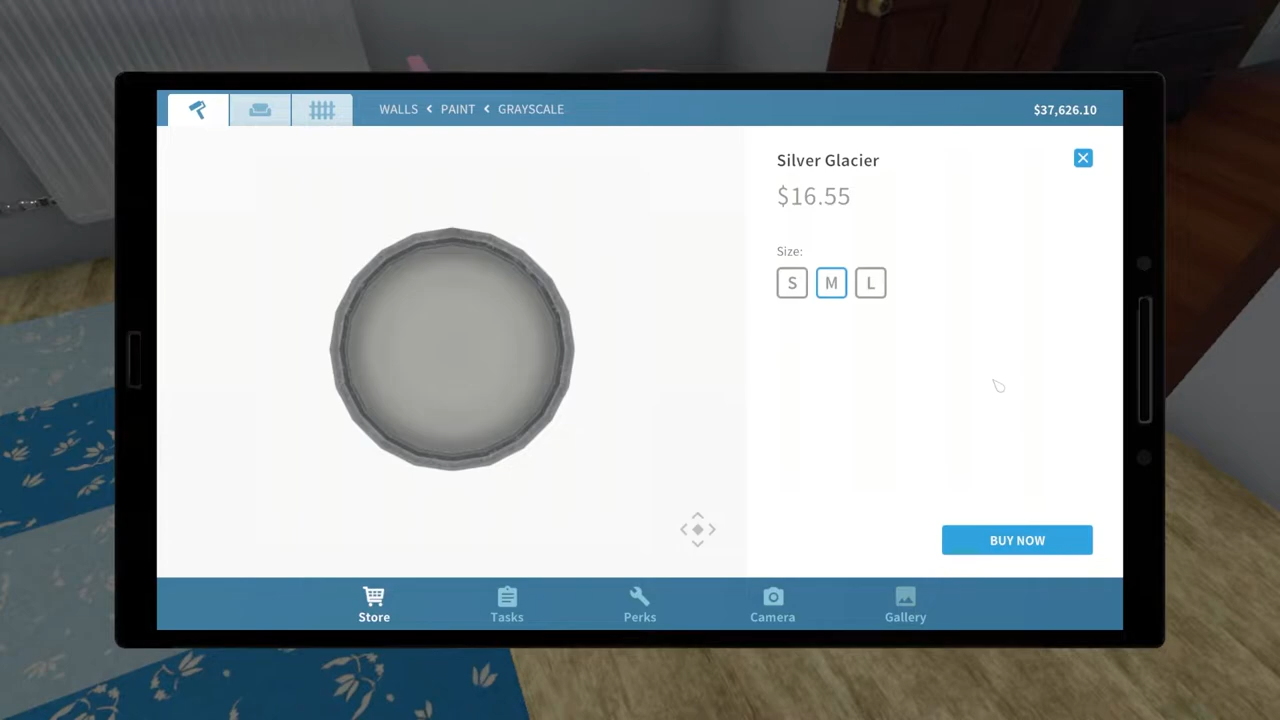 WALLS < PAINT < GRAYSCALE
$37,626.10
Silver Glacier
$16.55
Size:
S M L
BUY NOW
Store Tasks Perks Camera Gallery